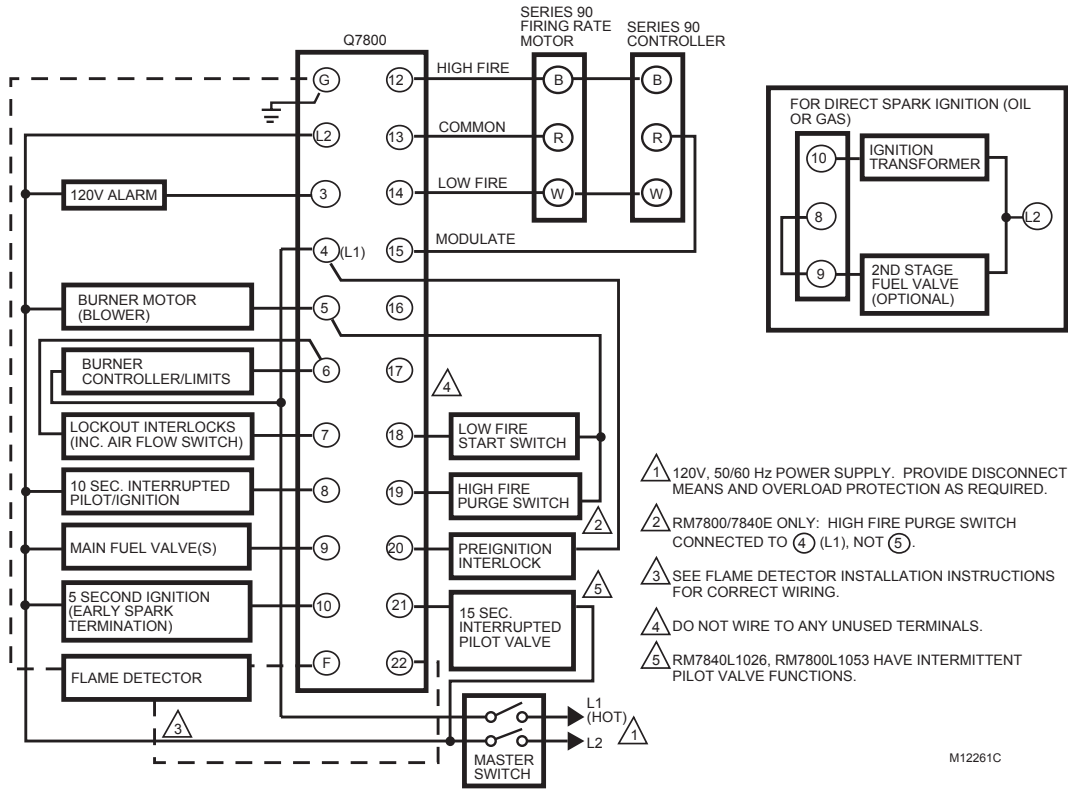 Q7800
SERIES 90
FIRING RATE
MOTOR
SERIES 90
CONTROLLER
G
12
HIGH FIRE
B
B
L2
13
COMMON
R
R
120V ALARM
3
14
LOW FIRE
W
W
4
(L1)
15
MODULATE
BURNER MOTOR
(BLOWER)
5
16
BURNER
CONTROLLER/LIMITS
6
17
4
LOCKOUT INTERLOCKS
(INC. AIR FLOW SWITCH)
7
18
LOW FIRE
START SWITCH
10 SEC. INTERRUPTED
PILOT/IGNITION
8
19
HIGH FIRE
PURGE SWITCH
2
MAIN FUEL VALVE(S)
9
20
PREIGNITION
INTERLOCK
5
5 SECOND IGNITION
(EARLY SPARK
TERMINATION)
10
21
15 SEC.
INTERRUPTED
PILOT VALVE
FLAME DETECTOR
F
22
3
L1
(HOT)
1
L2
MASTER
SWITCH
FOR DIRECT SPARK IGNITION (OIL
OR GAS)
10
IGNITION
TRANSFORMER
8
L2
9
2ND STAGE
FUEL VALVE
(OPTIONAL)
1 120V, 50/60 Hz POWER SUPPLY. PROVIDE DISCONNECT
MEANS AND OVERLOAD PROTECTION AS REQUIRED.
2 RM7800/7840E ONLY: HIGH FIRE PURGE SWITCH
CONNECTED TO 4 (L1), NOT 5.
3 SEE FLAME DETECTOR INSTALLATION INSTRUCTIONS
FOR CORRECT WIRING.
4 DO NOT WIRE TO ANY UNUSED TERMINALS.
5 RM7840L1026, RM7800L1053 HAVE INTERMITTENT
PILOT VALVE FUNCTIONS.
M12261C